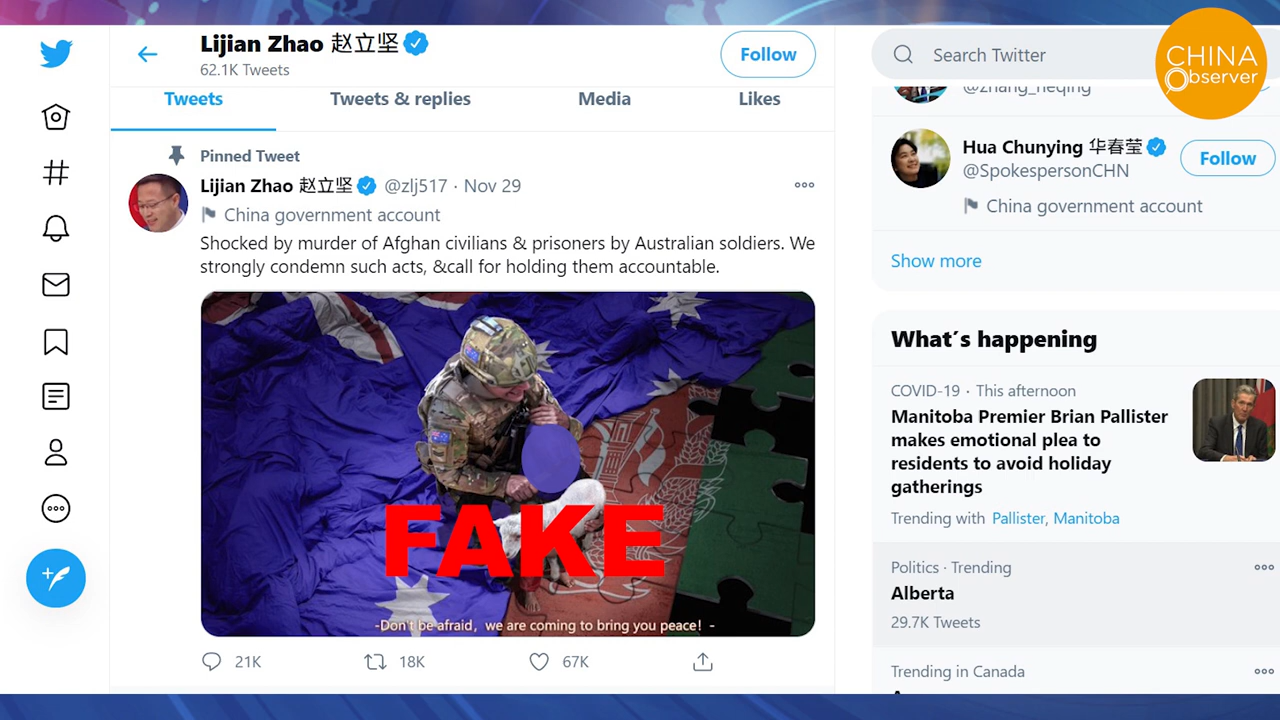 Lijian Zhao 赵立坚
62.1K Tweets
Follow
Tweets
Tweets & replies
Media
Likes
Pinned Tweet
Lijian Zhao 赵立坚 @zlj517 · Nov 29
China government account
Shocked by murder of Afghan civilians & prisoners by Australian soldiers. We
strongly condemn such acts, &call for holding them accountable.
FAKE
-Don't be afraid, we are coming to bring you peace! -
21K
18K
67K
Search Twitter
CHINA
Observer
@zhang_heqing
Hua Chunying 华春莹
@SpokespersonCHN
Follow
China government account
Show more
What´s happening
COVID-19 · This afternoon
Manitoba Premier Brian Pallister
makes emotional plea to
residents to avoid holiday
gatherings
Trending with Pallister, Manitoba
Politics · Trending
Alberta
29.7K Tweets
Trending in Canada